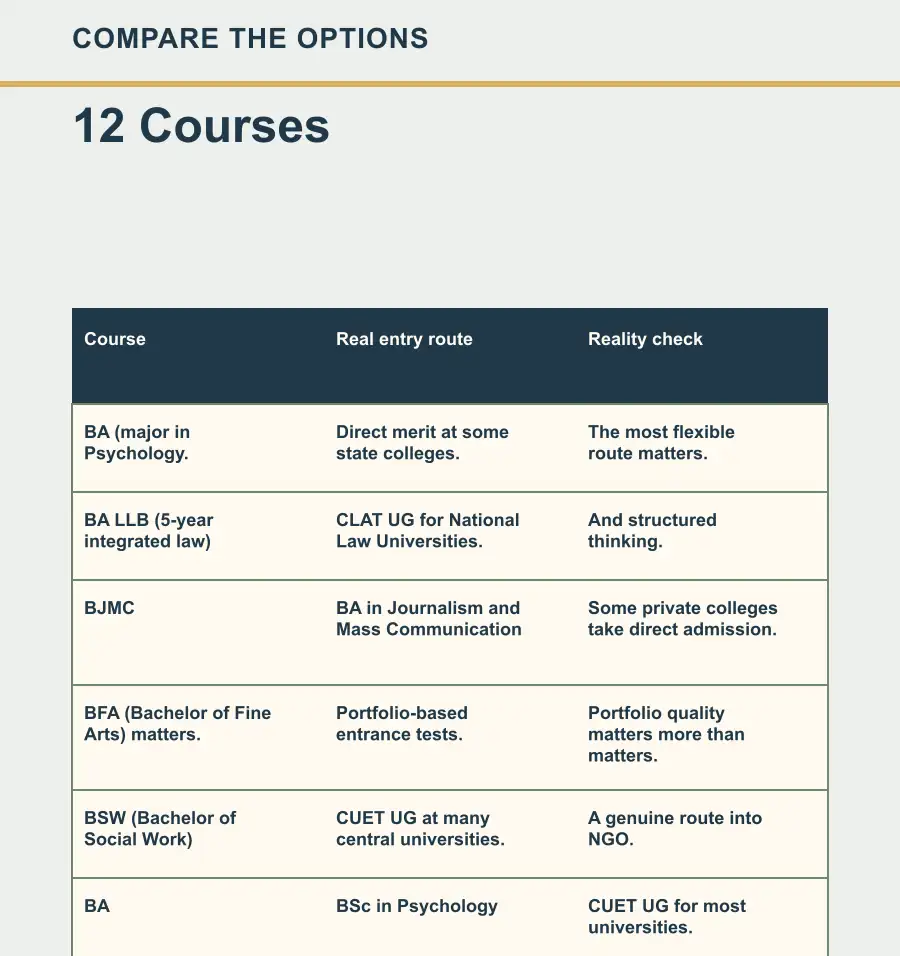 COMPARE THE OPTIONS
12 Courses
Course
Real entry route
Reality check
BA (major in
Psychology.
Direct merit at some
state colleges.
The most flexible
route matters.
BA LLB (5-year
integrated law)
CLAT UG for National
Law Universities.
And structured
thinking.
BJMC
BA in Journalism and
Mass Communication
Some private colleges
take direct admission.
BFA (Bachelor of Fine
Arts) matters.
Portfolio-based
entrance tests.
Portfolio quality
matters more than
matters.
BSW (Bachelor of
Social Work)
CUET UG at many
central universities.
A genuine route into
NGO.
BA
BSc in Psychology
CUET UG for most
universities.